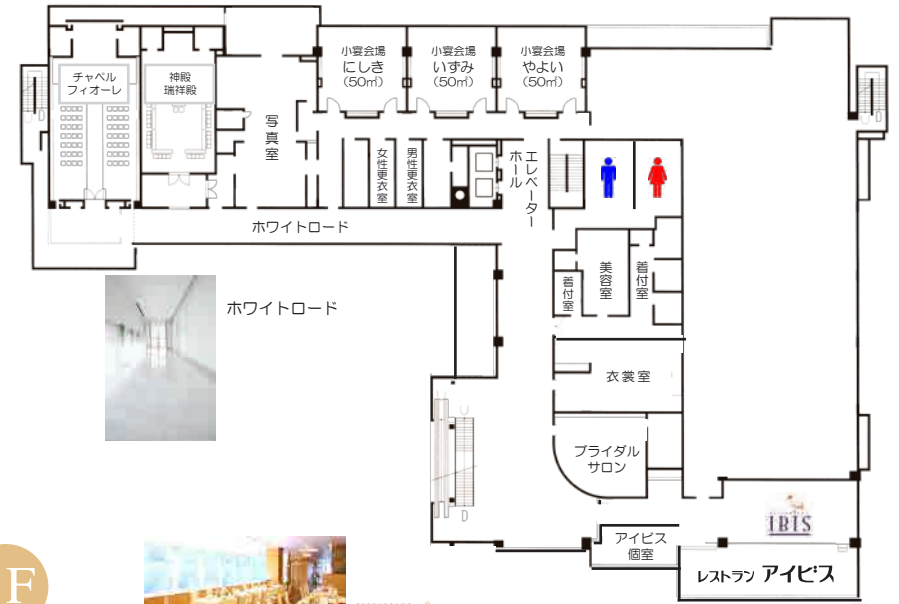 チャペル
フィオーレ
神殿
瑞祥殿
写真室
小宴会場
にしき
(50㎡)
小宴会場
いずみ
(50㎡)
小宴会場
やよい
(50㎡)
女性更衣室
男性更衣室
エレベーター
ホール
ホワイトロード
ホワイトロード
着付室
美容室
着付室
衣裳室
ブライダル
サロン
IBIS
アイビス
個室
レストラン アイビス
F